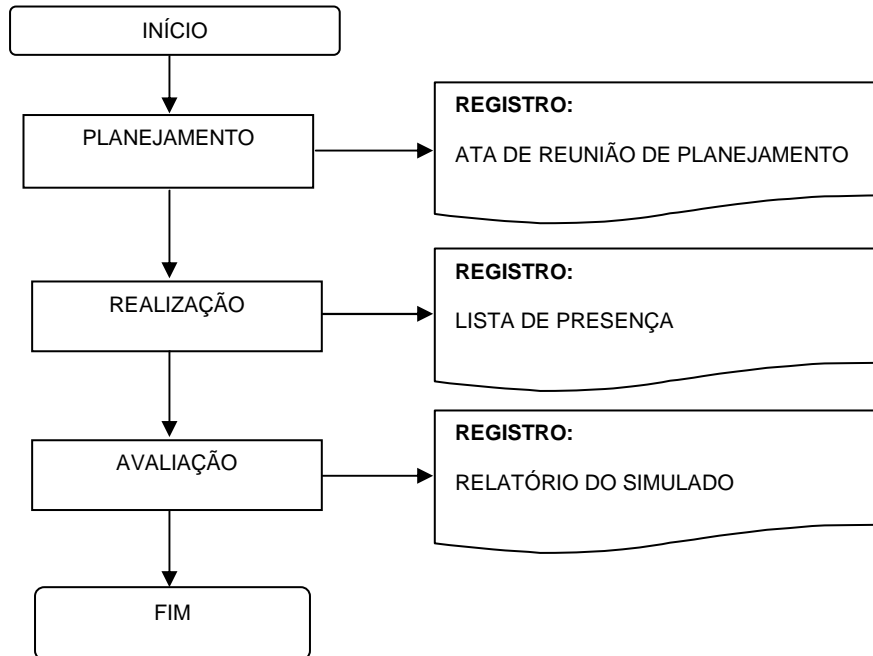 INÍCIO
PLANEJAMENTO
REGISTRO:
ATA DE REUNIÃO DE PLANEJAMENTO
REALIZAÇÃO
REGISTRO:
LISTA DE PRESENÇA
AVALIAÇÃO
REGISTRO:
RELATÓRIO DO SIMULADO
FIM